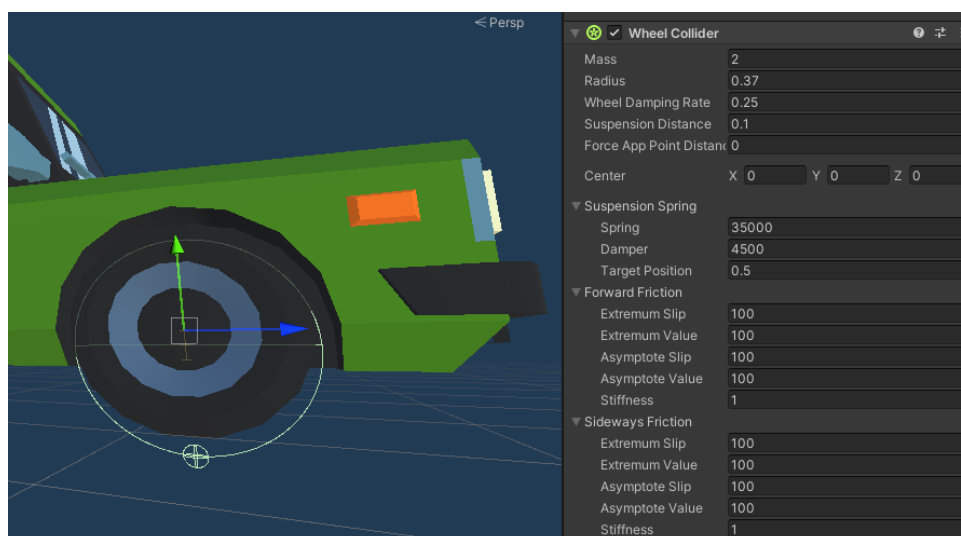 < Persp
Wheel Collider
Mass 2
Radius 0.37
Wheel Damping Rate 0.25
Suspension Distance 0.1
Force App Point Distanc 0
Center X 0 Y 0 Z 0
Suspension Spring
Spring 35000
Damper 4500
Target Position 0.5
Forward Friction
Extremum Slip 100
Extremum Value 100
Asymptote Slip 100
Asymptote Value 100
Stiffness 1
Sideways Friction
Extremum Slip 100
Extremum Value 100
Asymptote Slip 100
Asymptote Value 100
Stiffness 1